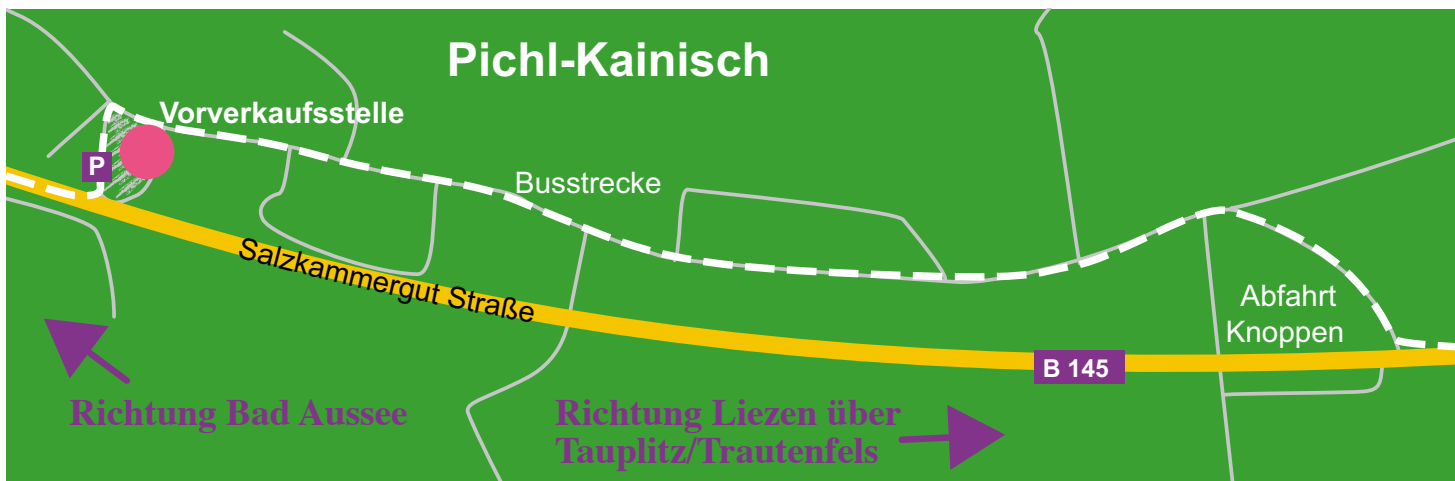 Pichl-Kainisch
Vorverkaufsstelle
P
Busstrecke
Salzkammergut Straße
Abfahrt
Knoppen
B 145
Richtung Bad Aussee
Richtung Liezen über
Tauplitz/Trautenfels